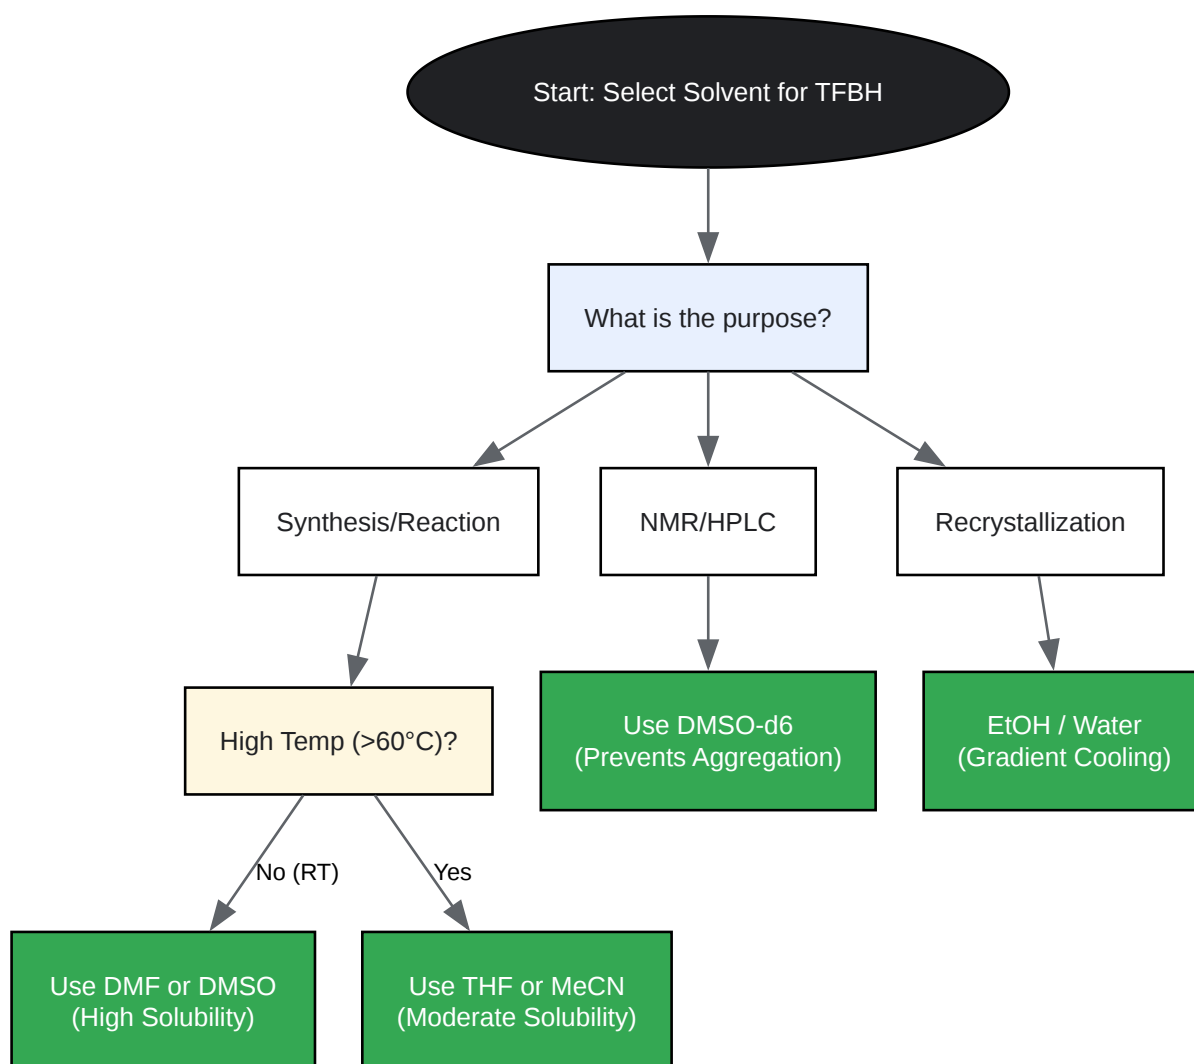 Start: Select Solvent for TFBH
What is the purpose?
Synthesis/Reaction
NMR/HPLC
Recrystallization
High Temp (>60°C)?
Use DMSO-d6
(Prevents Aggregation)
EtOH / Water
(Gradient Cooling)
No (RT)
Yes
Use DMF or DMSO
(High Solubility)
Use THF or MeCN
(Moderate Solubility)